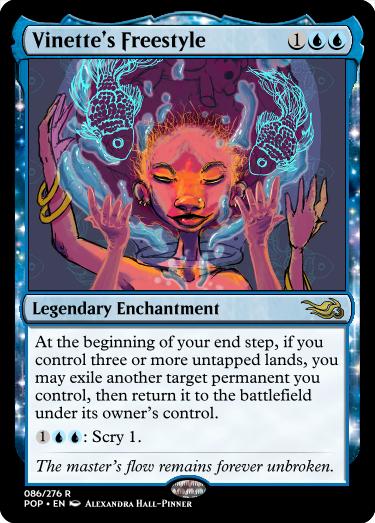 Vinette's Freestyle 1
Legendary Enchantment
At the beginning of your end step, if you
control three or more untapped lands, you
may exile another target permanent you
control, then return it to the battlefield
under its owner's control.
1 : Scry 1.
The master's flow remains forever unbroken.
086/276 R
POP • EN Alexandra Hall-Pinner